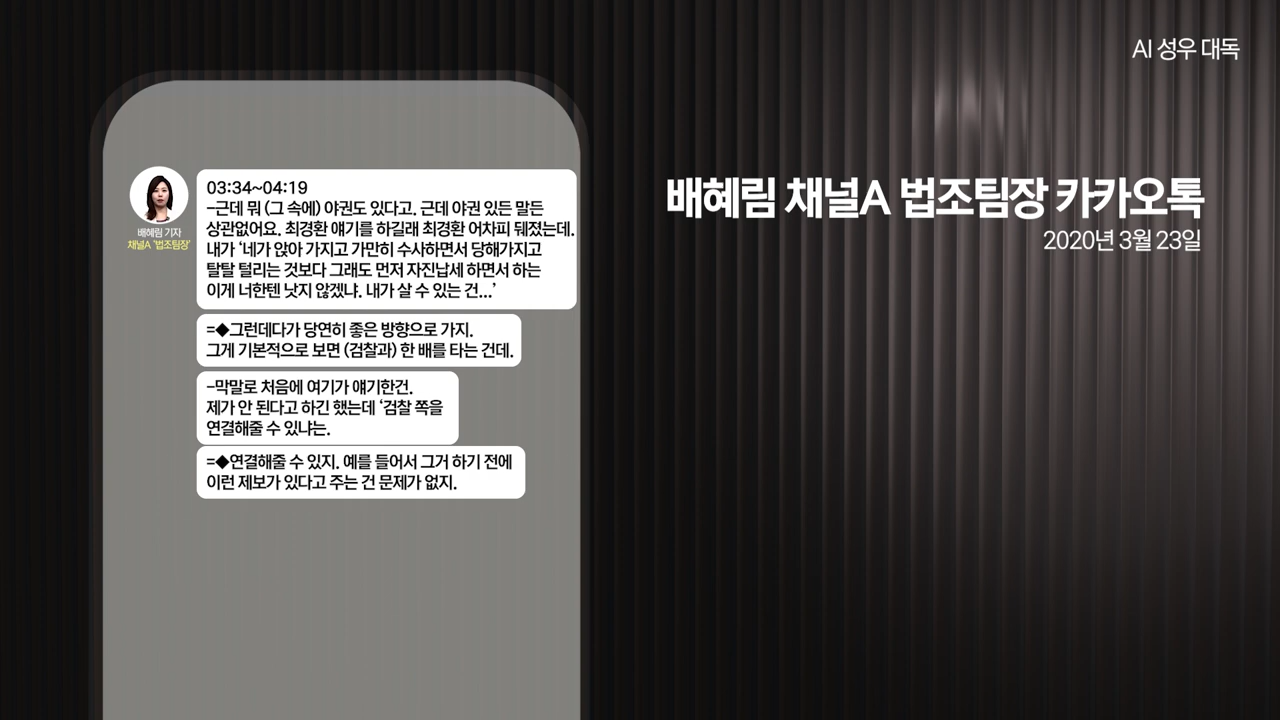 AI 성우 대독
배혜림 채널A 법조팀장 카카오톡
2020년 3월 23일
배혜림 기자
채널A '법조팀장'
03:34~04:19
-근데 뭐 (그 속에) 야권도 있다고. 근데 야권 있든 말든
상관없어요. 최경환 얘기를 하길래 최경환 어차피 뒈졌는데.
내가 ‘네가 앉아 가지고 가만히 수사하면서 당해가지고
탈탈 털리는 것보다 그래도 먼저 자진납세 하면서 하는
이게 너한텐 낫지 않겠냐. 내가 살 수 있는 건...’
=◆그런데다가 당연히 좋은 방향으로 가지.
그게 기본적으로 보면 (검찰과) 한 배를 타는 건데.
-막말로 처음에 여기가 얘기한건.
제가 안 된다고 하긴 했는데 ‘검찰 쪽을
연결해줄 수 있냐는.
=◆연결해줄 수 있지. 예를 들어서 그거 하기 전에
이런 제보가 있다고 주는 건 문제가 없지.